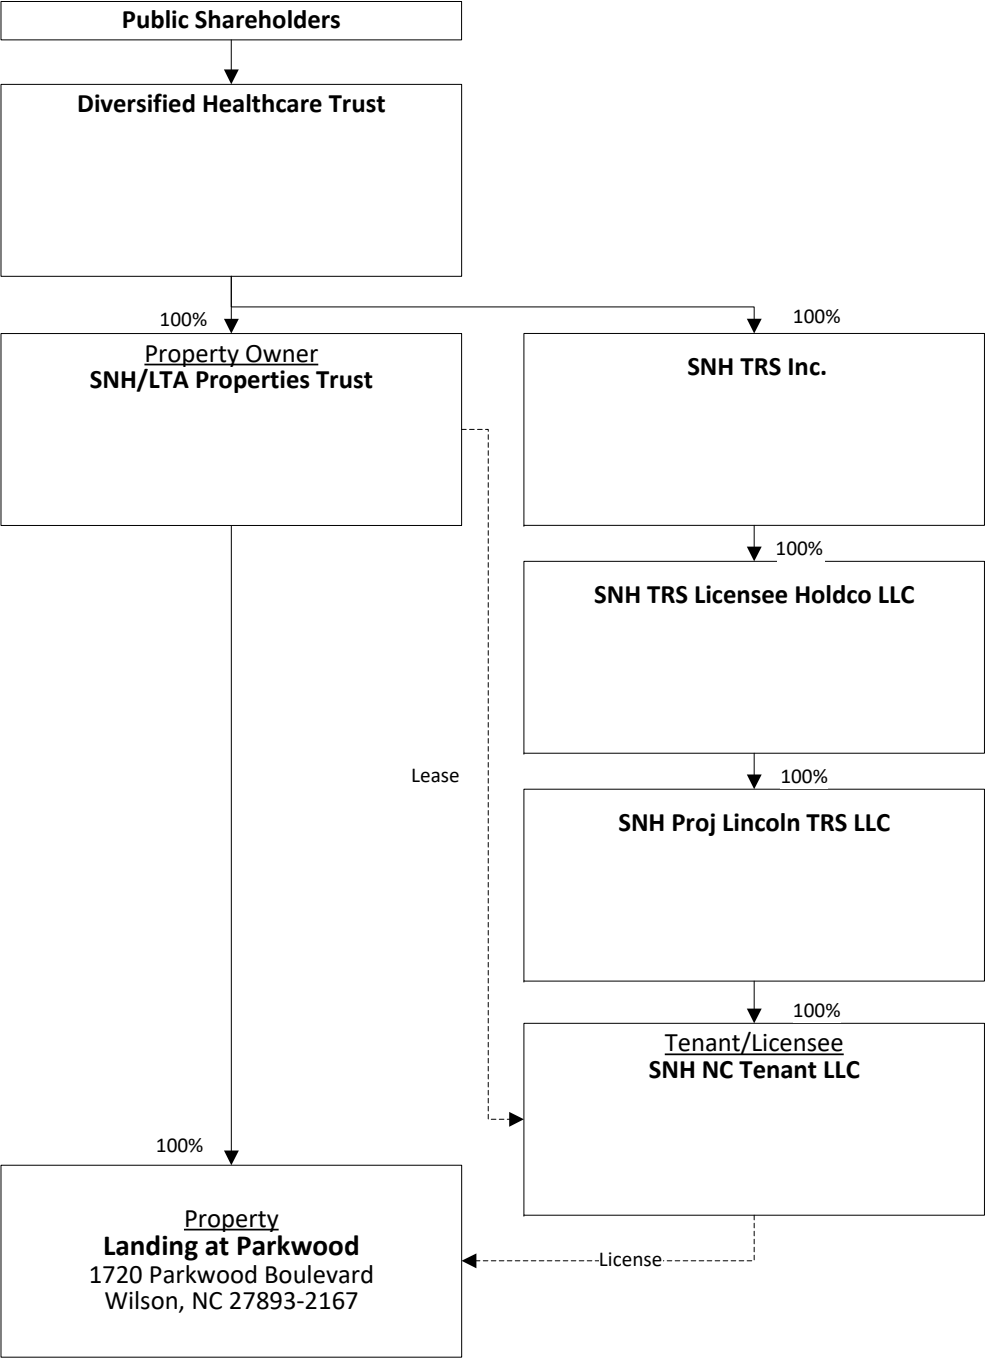 Public Shareholders
Diversified Healthcare Trust
100%
100%
Property Owner
SNH/LTA Properties Trust
SNH TRS Inc.
100%
SNH TRS Licensee Holdco LLC
Lease
100%
SNH Proj Lincoln TRS LLC
100%
Tenant/Licensee
SNH NC Tenant LLC
100%
Property
Landing at Parkwood
1720 Parkwood Boulevard
Wilson, NC 27893-2167
License